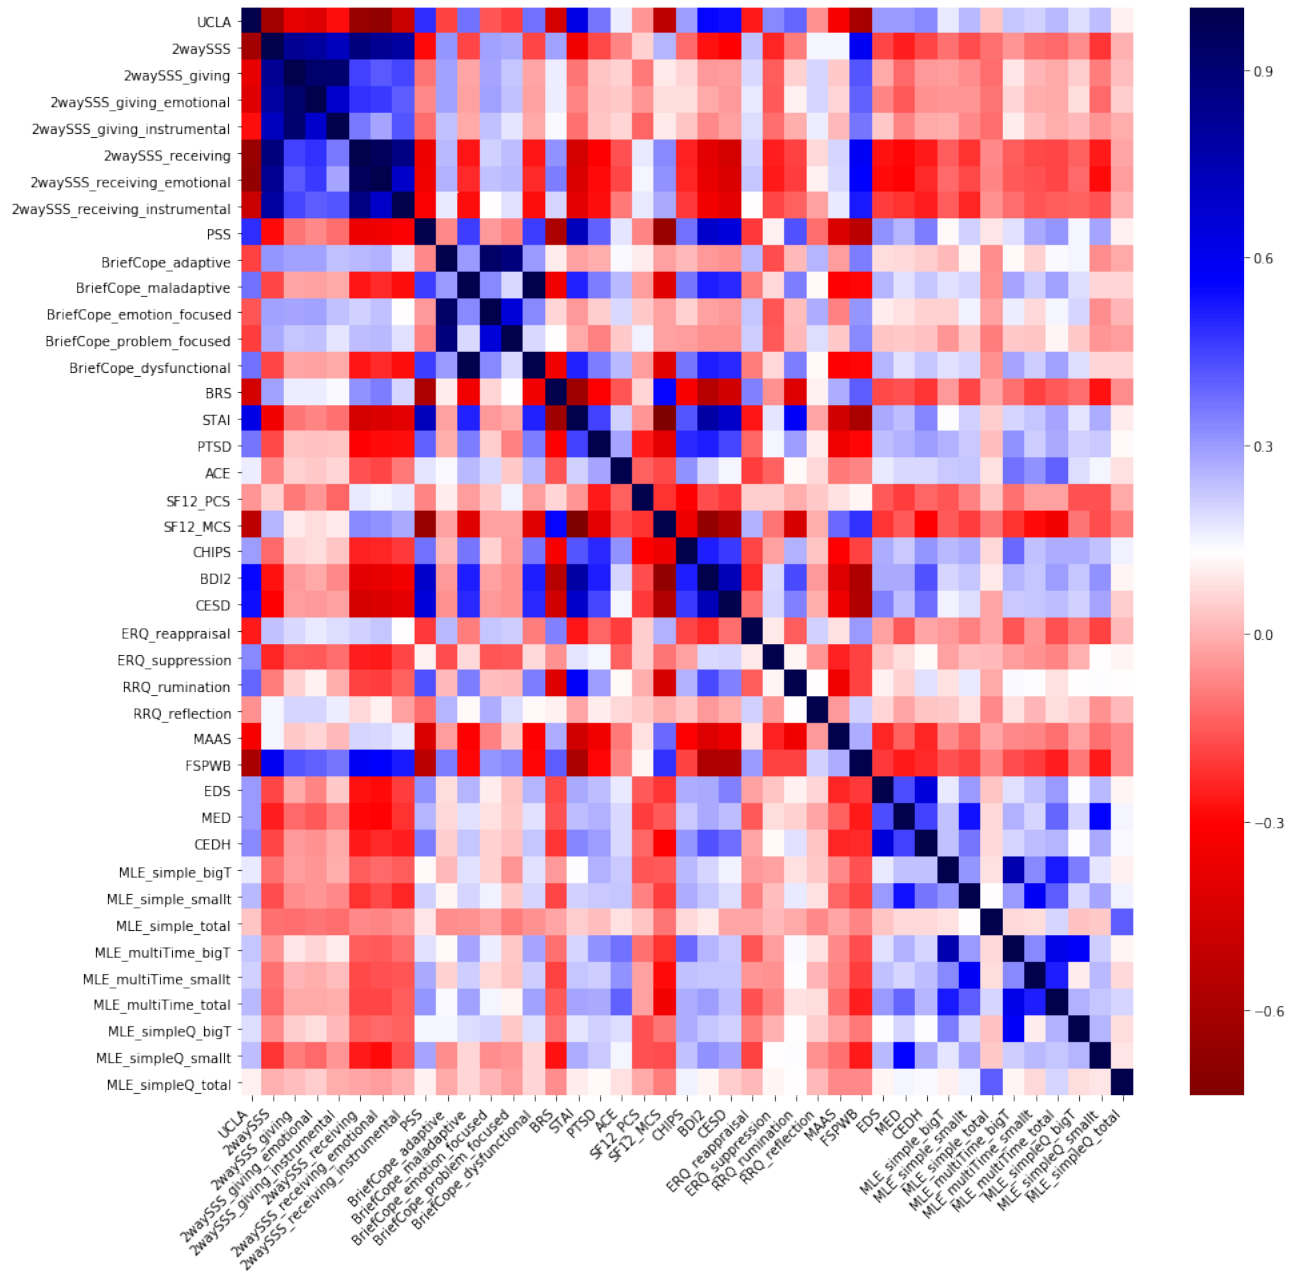 UCLA
2waySSS
2waySSS_giving
2waySSS_giving_emotional
2waySSS_giving_instrumental
2waySSS_receiving
2waySSS_receiving_emotional
2waySSS_receiving_instrumental
PSS
BriefCope_adaptive
BriefCope_maladaptive
BriefCope_emotion_focused
BriefCope_problem_focused
BriefCope_dysfunctional
BRS
STAI
PTSD
ACE
SF12_PCS
SF12_MCS
CHIPS
BDI2
CESD
ERQ_reappraisal
ERQ_suppression
RRQ_rumination
RRQ_reflection
MAAS
FSPWB
EDS
MED
CEDH
MLE_simple_bigT
MLE_simple_smallt
MLE_simple_total
MLE_multiTime_bigT
MLE_multiTime_smallt
MLE_multiTime_total
MLE_simpleQ_bigT
MLE_simpleQ_smallt
MLE_simpleQ_total
UCLA
2waySSS
2waySSS_giving
2waySSS_giving_emotional
2waySSS_giving_instrumental
2waySSS_receiving
2waySSS_receiving_emotional
2waySSS_receiving_instrumental
PSS
BriefCope_adaptive
BriefCope_maladaptive
BriefCope_emotion_focused
BriefCope_problem_focused
BriefCope_dysfunctional
BRS
STAI
PTSD
ACE
SF12_PCS
SF12_MCS
CHIPS
BDI2
CESD
ERQ_reappraisal
ERQ_suppression
RRQ_rumination
RRQ_reflection
MAAS
FSPWB
EDS
MED
CEDH
MLE_simple_bigT
MLE_simple_smallt
MLE_simple_total
MLE_multiTime_bigT
MLE_multiTime_smallt
MLE_multiTime_total
MLE_simpleQ_bigT
MLE_simpleQ_smallt
MLE_simpleQ_total
0.9
0.6
0.3
0.0
−0.3
−0.6